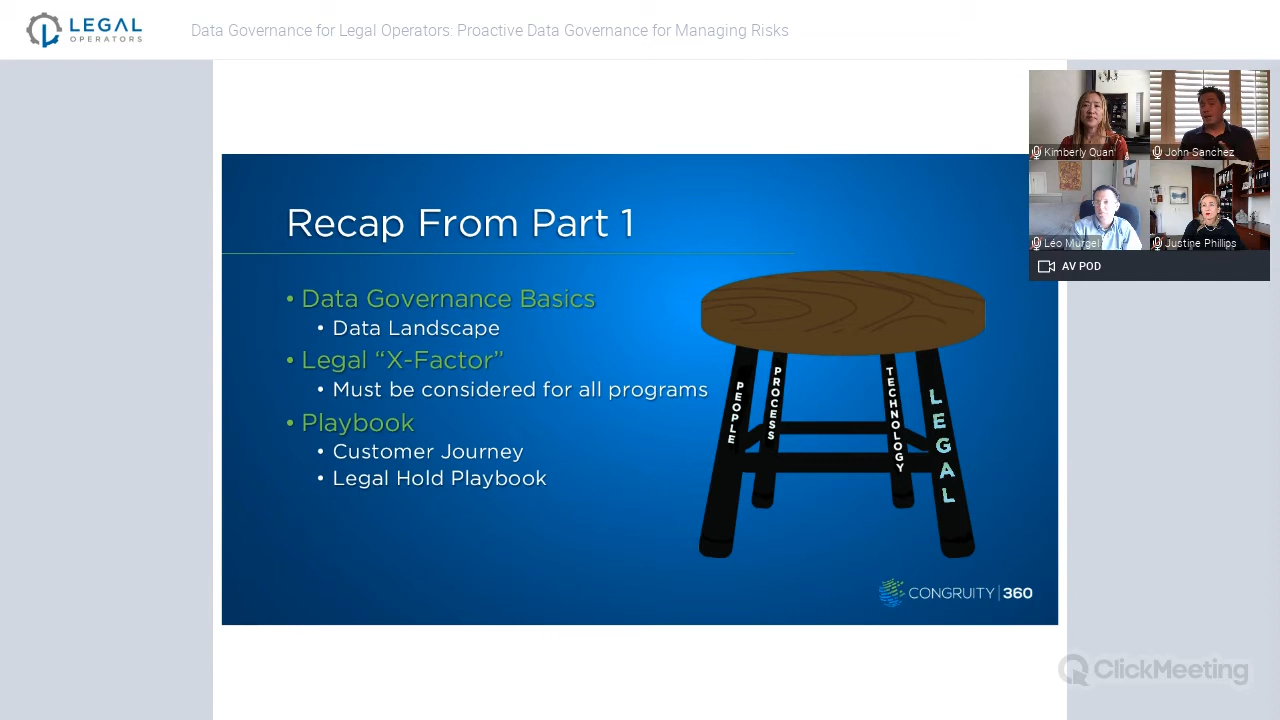 LEGAL
OPERATORS
Data Governance for Legal Operators: Proactive Data Governance for Managing Risks
Kimberly Quan
John Sanchez
Léo Murgel
Justine Phillips
AV POD
Recap From Part 1
• Data Governance Basics
• Data Landscape
• Legal “X-Factor”
• Must be considered for all programs
• Playbook
• Customer Journey
• Legal Hold Playbook
PEOPLE
PROCESS
TECHNOLOGY
LEGAL
CONGRUITY|360
ClickMeeting